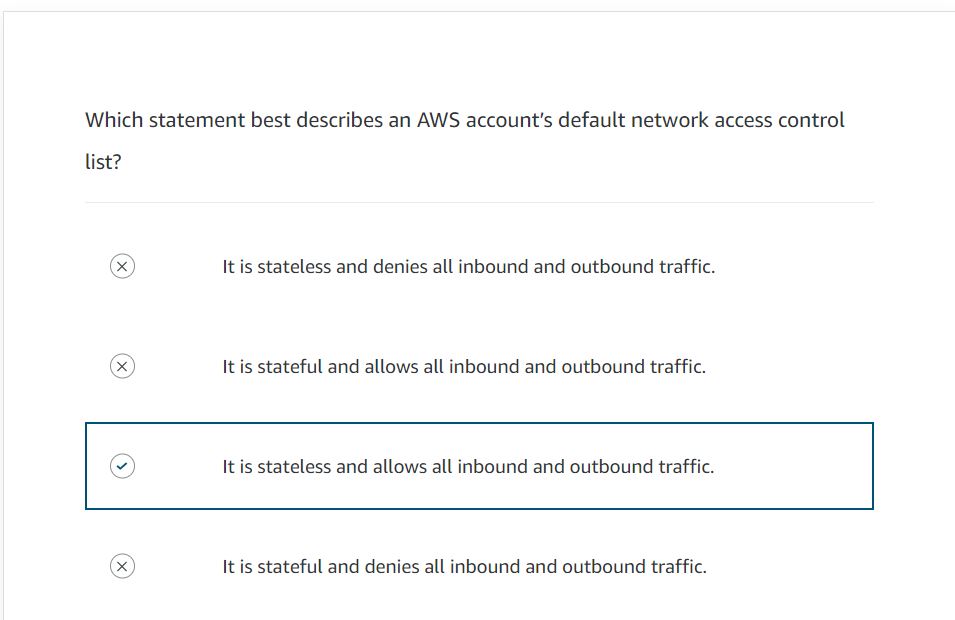 Which statement best describes an AWS account’s default network access control
list?
It is stateless and denies all inbound and outbound traffic.
It is stateful and allows all inbound and outbound traffic.
It is stateless and allows all inbound and outbound traffic.
It is stateful and denies all inbound and outbound traffic.